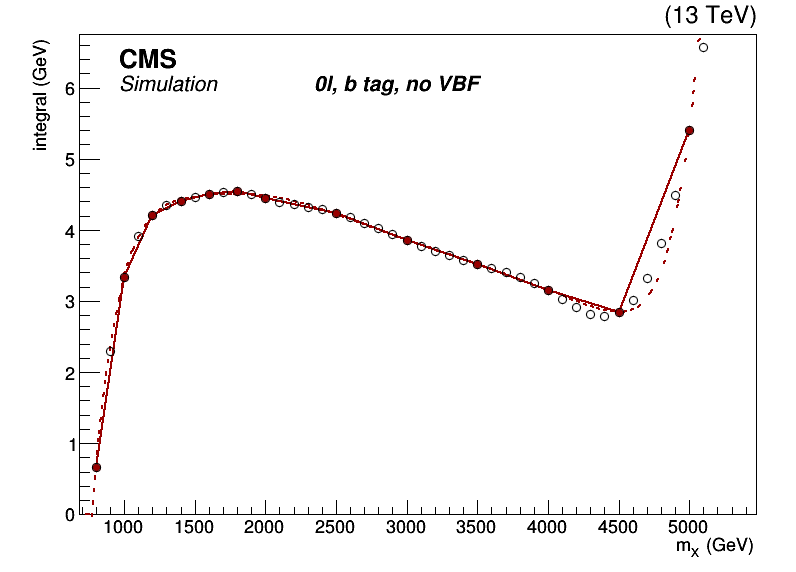 (13 TeV)
integral (GeV)
CMS
Simulation
0l, b tag, no VBF
6
5
4
3
2
1
0
1000 1500 2000 2500 3000 3500 4000 4500 5000
mX (GeV)